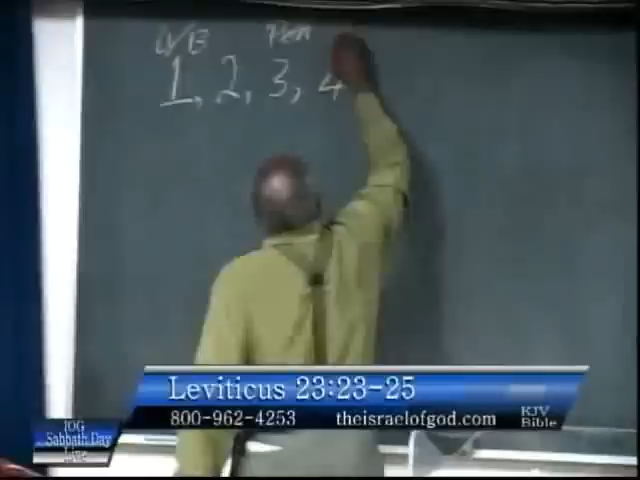 U/B Pen
1, 2, 3, 4
Leviticus 23:23-25
800-962-4253 theisraelofgod.com KJV Bible
IOG
Sabbath Day
Live